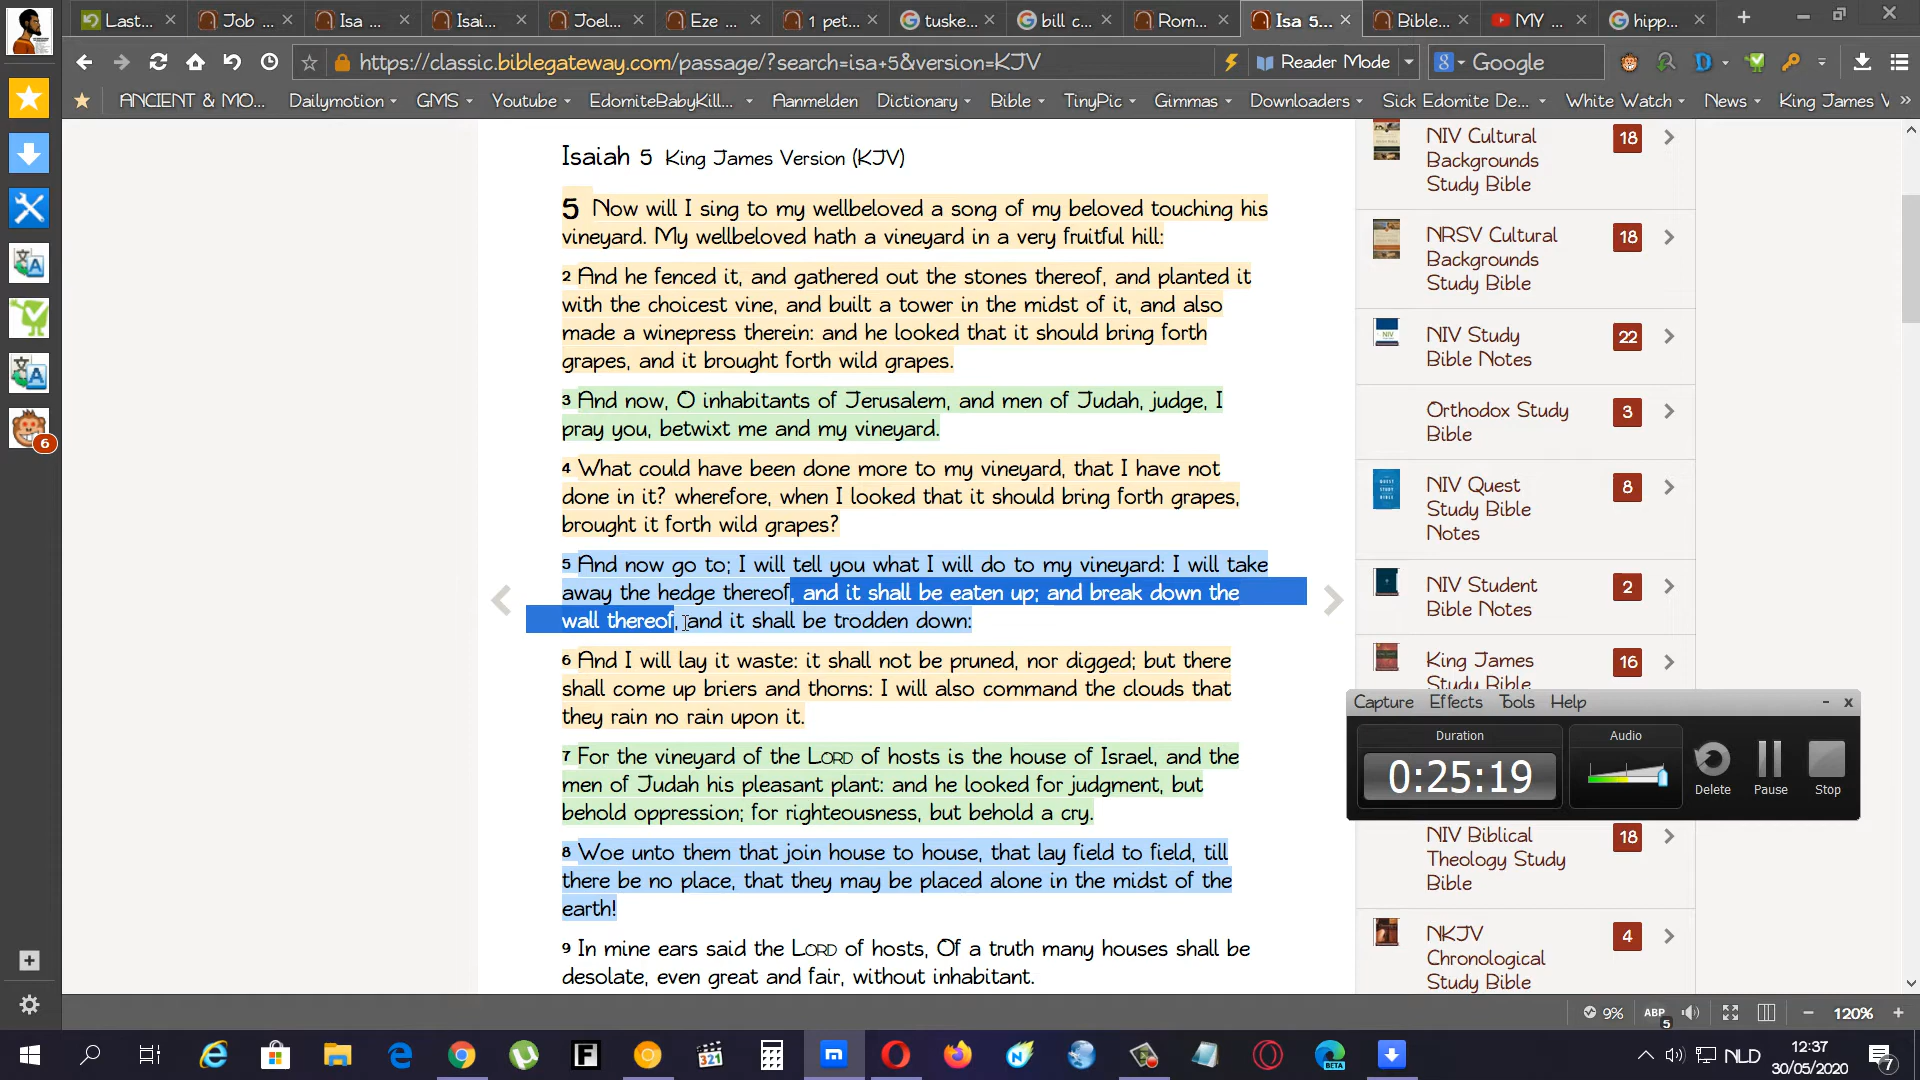 Last...
Job ...
Isa ...
Isai...
Joel...
Eze ...
1 pet...
tuske...
bill c...
Rom...
Isa 5...
Bible...
MY ...
hipp...
https://classic.biblegateway.com/passage/?search=isa+5&version=KJV
Reader Mode
Google
ANCIENT & MO...
Dailymotion
GMS
Youtube
EdomiteBabyKill...
Aanmelden
Dictionary
Bible
TinyPic
Gimmas
Downloaders
Sick Edomite De...
White Watch
News
King James V
6
Isaiah 5 King James Version (KJV)
5 Now will I sing to my wellbeloved a song of my beloved touching his
vineyard. My wellbeloved hath a vineyard in a very fruitful hill:
2 And he fenced it, and gathered out the stones thereof, and planted it
with the choicest vine, and built a tower in the midst of it, and also
made a winepress therein: and he looked that it should bring forth
grapes, and it brought forth wild grapes.
3 And now, O inhabitants of Jerusalem, and men of Judah, judge, I
pray you, betwixt me and my vineyard.
4 What could have been done more to my vineyard, that I have not
done in it? wherefore, when I looked that it should bring forth grapes,
brought it forth wild grapes?
5 And now go to; I will tell you what I will do to my vineyard: I will take
away the hedge thereof, and it shall be eaten up; and break down the
wall thereof, and it shall be trodden down:
6 And I will lay it waste: it shall not be pruned, nor digged; but there
shall come up briers and thorns: I will also command the clouds that
they rain no rain upon it.
7 For the vineyard of the LORD of hosts is the house of Israel, and the
men of Judah his pleasant plant: and he looked for judgment, but
behold oppression; for righteousness, but behold a cry.
8 Woe unto them that join house to house, that lay field to field, till
there be no place, that they may be placed alone in the midst of the
earth!
9 In mine ears said the LORD of hosts, Of a truth many houses shall be
desolate, even great and fair, without inhabitant.
NIV Cultural
Backgrounds
Study Bible
18
NRSV Cultural
Backgrounds
Study Bible
18
NIV Study
Bible Notes
22
Orthodox Study
Bible
3
NIV Quest
Study Bible
Notes
8
NIV Student
Bible Notes
2
King James
Study Bible
16
Capture Effects Tools Help
Duration
0:25:19
Audio
Delete
Pause
Stop
NIV Biblical
Theology Study
Bible
18
NKJV
Chronological
Study Bible
4
9%
ABP
5
120%
321
BETA
NLD
12:37
30/05/2020
7